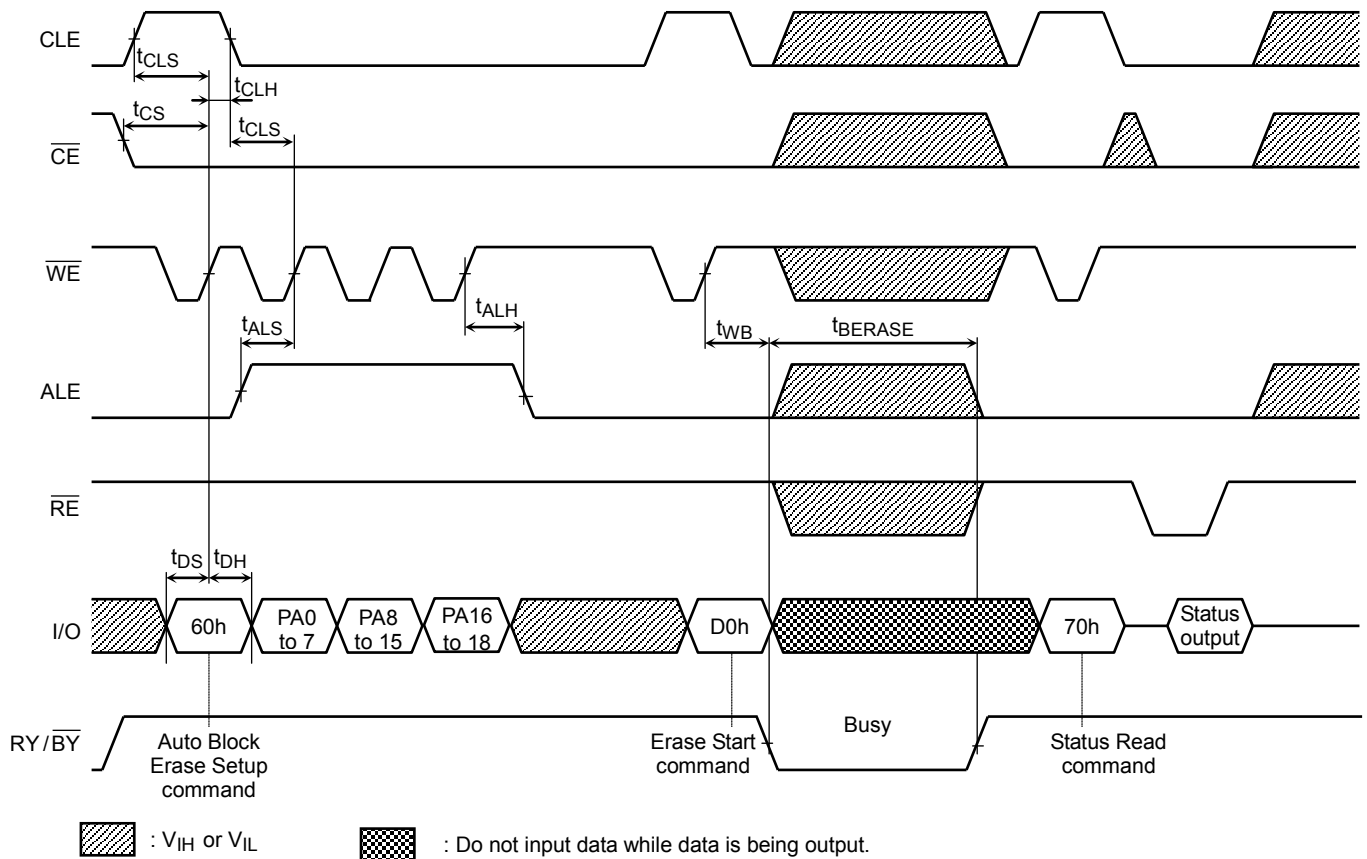 CLE
tCLS
tCLH
tCS
tCLS
CE
WE
tALS
tALH
tWB
tBERASE
ALE
RE
tDS
tDH
I/O
60h
PA0
to 7
PA8
to 15
PA16
to 18
D0h
70h
Status
output
RY/BY
Busy
Auto Block
Erase Setup
command
Erase Start
command
Status Read
command
: VIH or VIL
: Do not input data while data is being output.